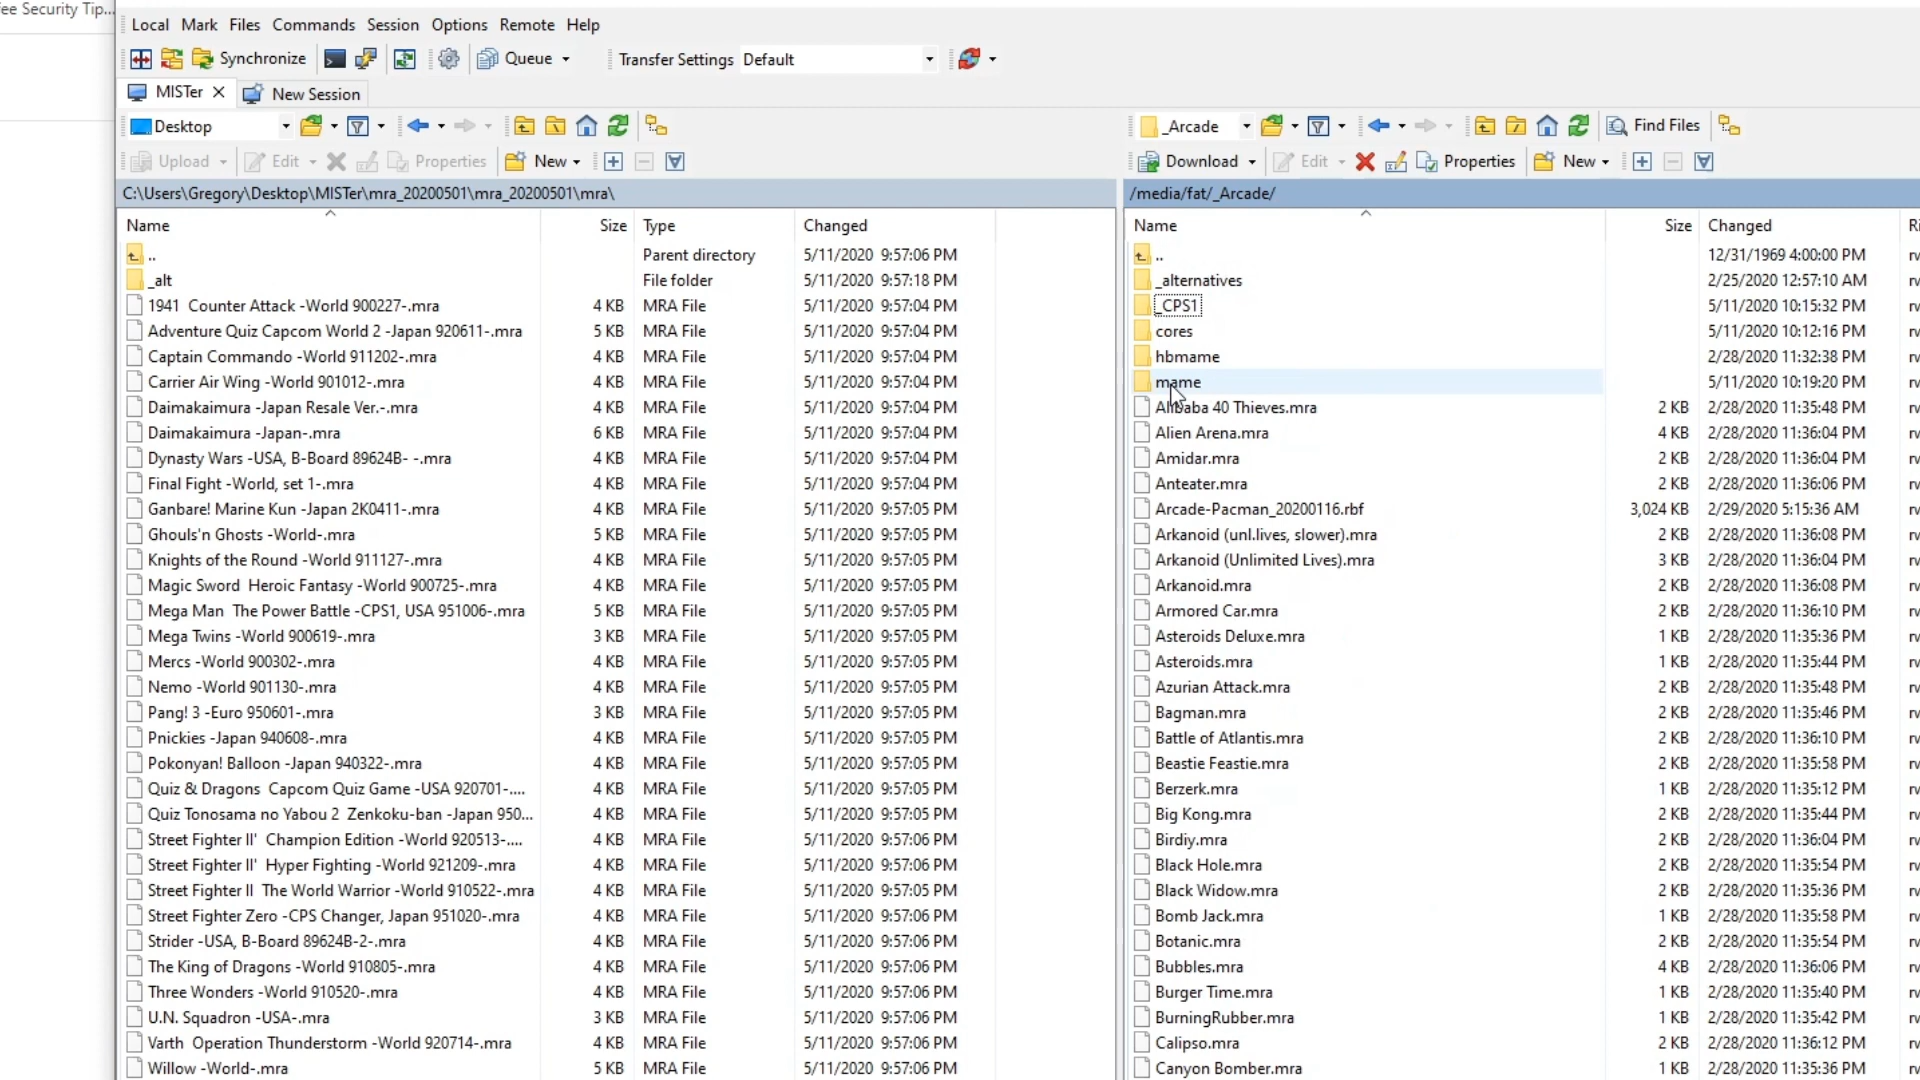 ee Security Tip...
Local Mark Files Commands Session Options Remote Help
Synchronize Queue Transfer Settings Default
MISTer New Session
Desktop
Upload Edit Properties New
C:\Users\Gregory\Desktop\MISTer\mra_20200501\mra_20200501\mra\
Name Size Type Changed
.. Parent directory 5/11/2020 9:57:06 PM
_alt File folder 5/11/2020 9:57:18 PM
1941 Counter Attack -World 900227-.mra 4 KB MRA File 5/11/2020 9:57:04 PM
Adventure Quiz Capcom World 2 -Japan 920611-.mra 5 KB MRA File 5/11/2020 9:57:04 PM
Captain Commando -World 911202-.mra 4 KB MRA File 5/11/2020 9:57:04 PM
Carrier Air Wing -World 901012-.mra 4 KB MRA File 5/11/2020 9:57:04 PM
Daimakaimura -Japan Resale Ver.-.mra 4 KB MRA File 5/11/2020 9:57:04 PM
Daimakaimura -Japan-.mra 6 KB MRA File 5/11/2020 9:57:04 PM
Dynasty Wars -USA, B-Board 89624B- -.mra 4 KB MRA File 5/11/2020 9:57:04 PM
Final Fight -World, set 1-.mra 4 KB MRA File 5/11/2020 9:57:04 PM
Ganbare! Marine Kun -Japan 2K0411-.mra 4 KB MRA File 5/11/2020 9:57:05 PM
Ghouls'n Ghosts -World-.mra 5 KB MRA File 5/11/2020 9:57:05 PM
Knights of the Round -World 911127-.mra 4 KB MRA File 5/11/2020 9:57:05 PM
Magic Sword Heroic Fantasy -World 900725-.mra 4 KB MRA File 5/11/2020 9:57:05 PM
Mega Man The Power Battle -CPS1, USA 951006-.mra 5 KB MRA File 5/11/2020 9:57:05 PM
Mega Twins -World 900619-.mra 3 KB MRA File 5/11/2020 9:57:05 PM
Mercs -World 900302-.mra 4 KB MRA File 5/11/2020 9:57:05 PM
Nemo -World 901130-.mra 4 KB MRA File 5/11/2020 9:57:05 PM
Pang! 3 -Euro 950601-.mra 3 KB MRA File 5/11/2020 9:57:05 PM
Pnickies -Japan 940608-.mra 4 KB MRA File 5/11/2020 9:57:05 PM
Pokonyan! Balloon -Japan 940322-.mra 4 KB MRA File 5/11/2020 9:57:05 PM
Quiz & Dragons Capcom Quiz Game -USA 920701-.... 4 KB MRA File 5/11/2020 9:57:05 PM
Quiz Tonosama no Yabou 2 Zenkoku-ban -Japan 950... 4 KB MRA File 5/11/2020 9:57:05 PM
Street Fighter II' Champion Edition -World 920513-.... 4 KB MRA File 5/11/2020 9:57:06 PM
Street Fighter II' Hyper Fighting -World 921209-.mra 4 KB MRA File 5/11/2020 9:57:06 PM
Street Fighter II The World Warrior -World 910522-.mra 4 KB MRA File 5/11/2020 9:57:05 PM
Street Fighter Zero -CPS Changer, Japan 951020-.mra 4 KB MRA File 5/11/2020 9:57:06 PM
Strider -USA, B-Board 89624B-2-.mra 4 KB MRA File 5/11/2020 9:57:06 PM
The King of Dragons -World 910805-.mra 4 KB MRA File 5/11/2020 9:57:06 PM
Three Wonders -World 910520-.mra 4 KB MRA File 5/11/2020 9:57:06 PM
U.N. Squadron -USA-.mra 3 KB MRA File 5/11/2020 9:57:06 PM
Varth Operation Thunderstorm -World 920714-.mra 4 KB MRA File 5/11/2020 9:57:06 PM
Willow -World-.mra 5 KB MRA File 5/11/2020 9:57:06 PM
_Arcade Find Files
Download Edit Properties New
/media/fat/_Arcade/
Name Size Changed
.. 12/31/1969 4:00:00 PM
_alternatives 2/25/2020 12:57:10 AM
_CPS1 5/11/2020 10:15:32 PM
cores 5/11/2020 10:12:16 PM
hbmame 2/28/2020 11:32:38 PM
mame 5/11/2020 10:19:20 PM
Alibaba 40 Thieves.mra 2 KB 2/28/2020 11:35:48 PM
Alien Arena.mra 4 KB 2/28/2020 11:36:04 PM
Amidar.mra 2 KB 2/28/2020 11:36:04 PM
Anteater.mra 2 KB 2/28/2020 11:36:06 PM
Arcade-Pacman_20200116.rbf 3,024 KB 2/29/2020 5:15:36 AM
Arkanoid (unl.lives, slower).mra 2 KB 2/28/2020 11:36:08 PM
Arkanoid (Unlimited Lives).mra 3 KB 2/28/2020 11:36:04 PM
Arkanoid.mra 2 KB 2/28/2020 11:36:08 PM
Armored Car.mra 2 KB 2/28/2020 11:36:10 PM
Asteroids Deluxe.mra 1 KB 2/28/2020 11:35:36 PM
Asteroids.mra 1 KB 2/28/2020 11:35:44 PM
Azurian Attack.mra 2 KB 2/28/2020 11:35:48 PM
Bagman.mra 2 KB 2/28/2020 11:35:46 PM
Battle of Atlantis.mra 2 KB 2/28/2020 11:36:10 PM
Beastie Feastie.mra 2 KB 2/28/2020 11:35:58 PM
Berzerk.mra 1 KB 2/28/2020 11:35:12 PM
Big Kong.mra 2 KB 2/28/2020 11:35:44 PM
Birdiy.mra 2 KB 2/28/2020 11:36:04 PM
Black Hole.mra 2 KB 2/28/2020 11:35:54 PM
Black Widow.mra 2 KB 2/28/2020 11:35:36 PM
Bomb Jack.mra 1 KB 2/28/2020 11:35:58 PM
Botanic.mra 2 KB 2/28/2020 11:35:54 PM
Bubbles.mra 4 KB 2/28/2020 11:36:06 PM
Burger Time.mra 1 KB 2/28/2020 11:35:40 PM
BurningRubber.mra 1 KB 2/28/2020 11:35:42 PM
Calipso.mra 2 KB 2/28/2020 11:36:12 PM
Canyon Bomber.mra 1 KB 2/28/2020 11:35:36 PM